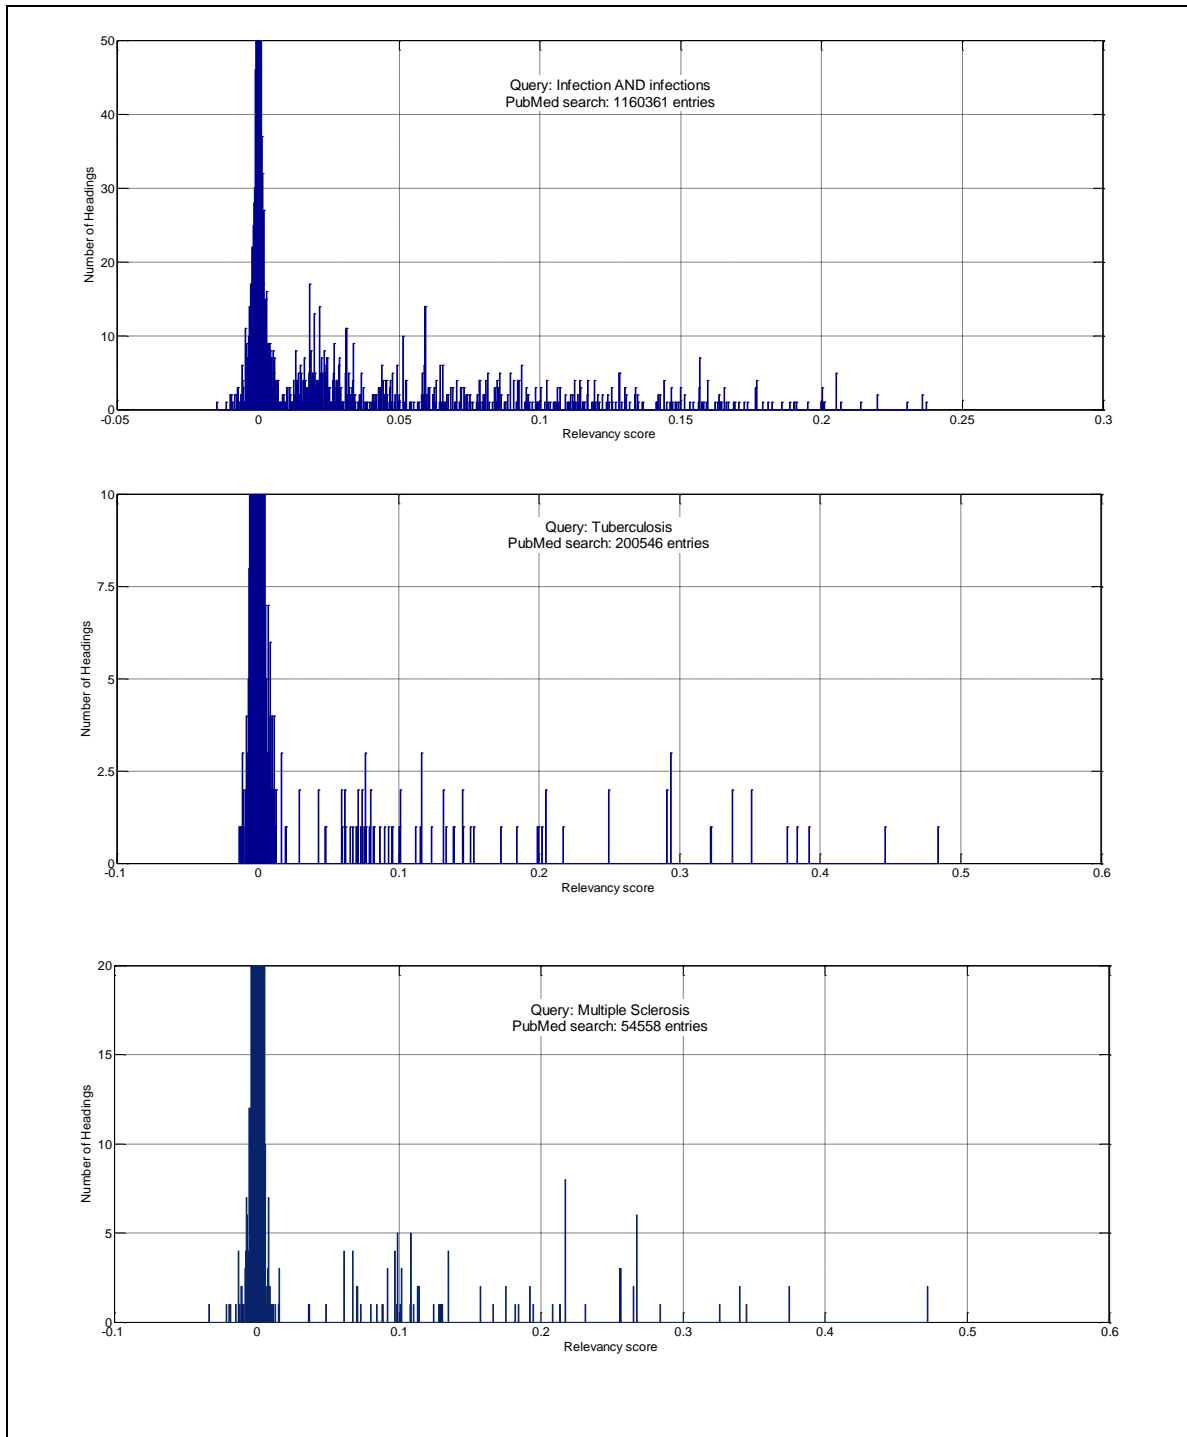 50
40
30
20
10
0
Number of Headings
Query: Infection AND infections
PubMed search: 1160361 entries
-0.05 0 0.05 0.1 0.15 0.2 0.25 0.3
Relevancy score
10
7.5
5
2.5
0
Number of Headings
Query: Tuberculosis
PubMed search: 200546 entries
-0.1 0 0.1 0.2 0.3 0.4 0.5 0.6
Relevancy score
20
15
10
5
0
Number of Headings
Query: Multiple Sclerosis
PubMed search: 54558 entries
-0.1 0 0.1 0.2 0.3 0.4 0.5 0.6
Relevancy score